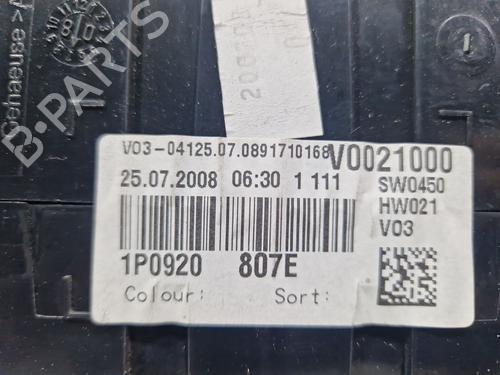 Gehaeuse
V03-04125.07.0891710168
V0021000
25.07.2008 06:30 1 111
SW0450
HW021
V03
1P0920 807E
Colour: Sort:
B-PARTS